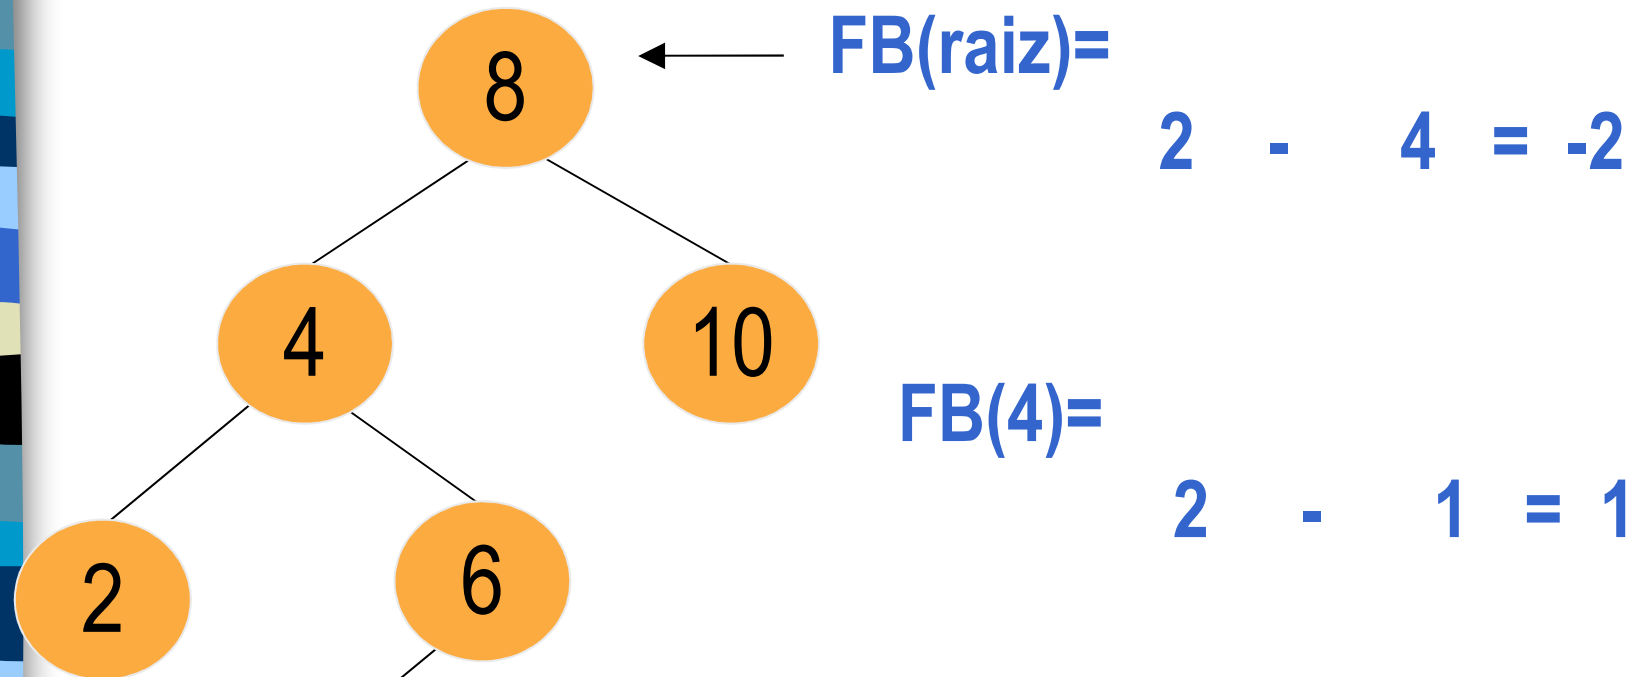 8
FB(raiz)=
2 - 4 = -2
4
10
FB(4)=
2 - 1 = 1
2
6